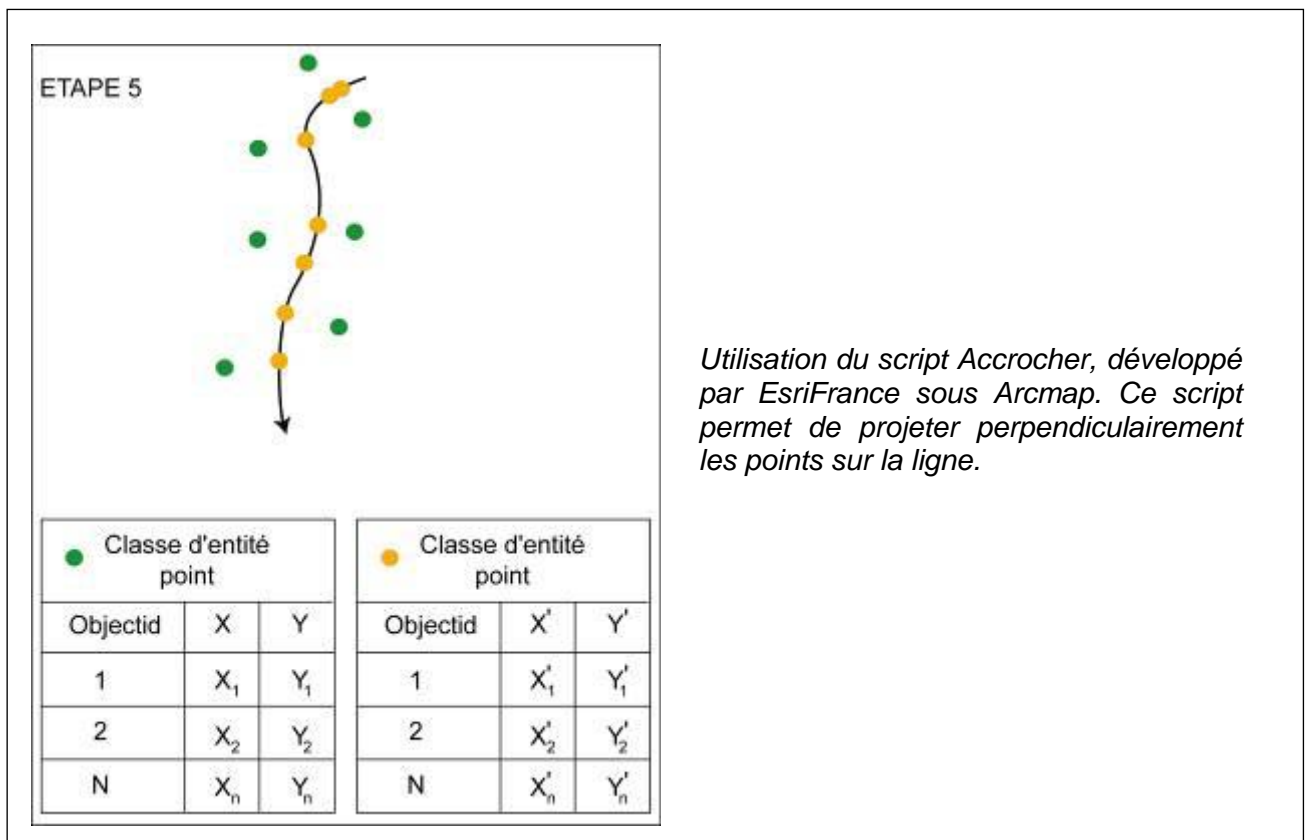 ETAPE 5
Utilisation du script Accrocher, développé
par EsriFrance sous Arcmap. Ce script
permet de projeter perpendiculairement
les points sur la ligne.
Classe d'entité
point
Objectid X Y
1 X₁ Y₁
2 X₂ Y₂
N Xₙ Yₙ
Classe d'entité
point
Objectid X' Y'
1 X'₁ Y'₁
2 X'₂ Y'₂
N X'ₙ Y'ₙ